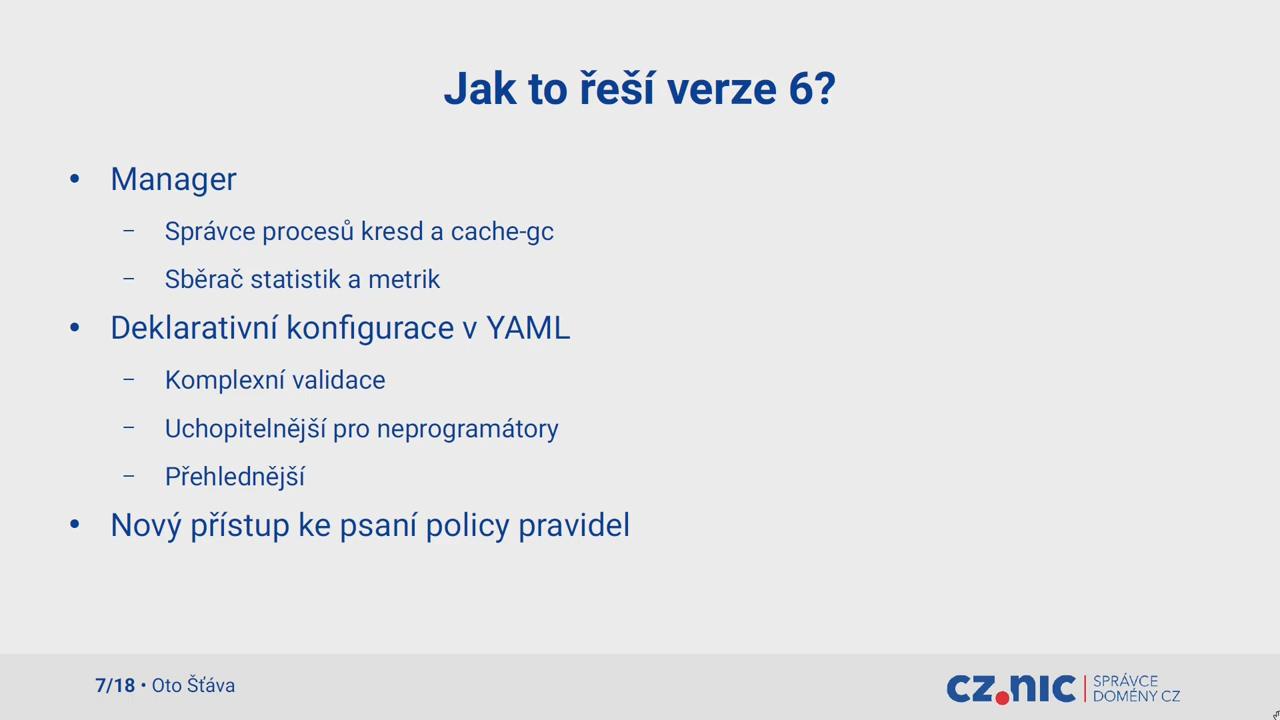 Jak to řeší verze 6?
• Manager
– Správce procesů kresd a cache-gc
– Sběrač statistik a metrik
• Deklarativní konfigurace v YAML
– Komplexní validace
– Uchopitelnější pro neprogramátory
– Přehlednější
• Nový přístup ke psaní policy pravidel
7/18 • Oto Šťáva
CZ.NIC | SPRÁVCE
DOMÉNY CZ